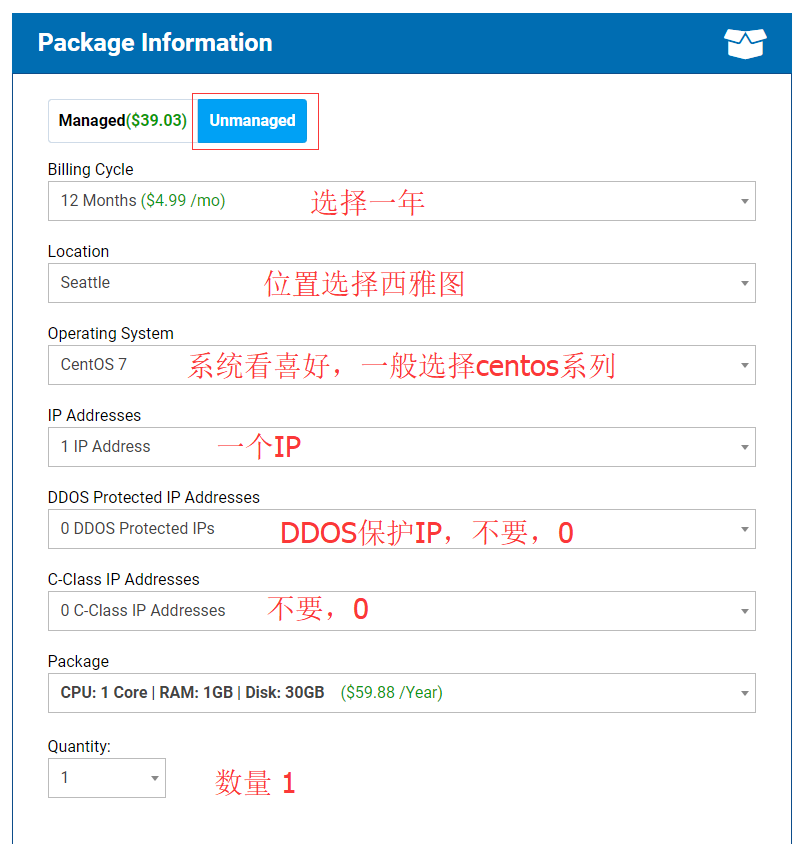 Package Information
Managed($39.03) Unmanaged
Billing Cycle
12 Months ($4.99 /mo) 选择一年
Location
Seattle 位置选择西雅图
Operating System
CentOS 7 系统看喜好，一般选择centos系列
IP Addresses
1 IP Address 一个IP
DDOS Protected IP Addresses
0 DDOS Protected IPs DDOS保护IP，不要，0
C-Class IP Addresses
0 C-Class IP Addresses 不要，0
Package
CPU: 1 Core | RAM: 1GB | Disk: 30GB ($59.88 /Year)
Quantity:
1 数量 1